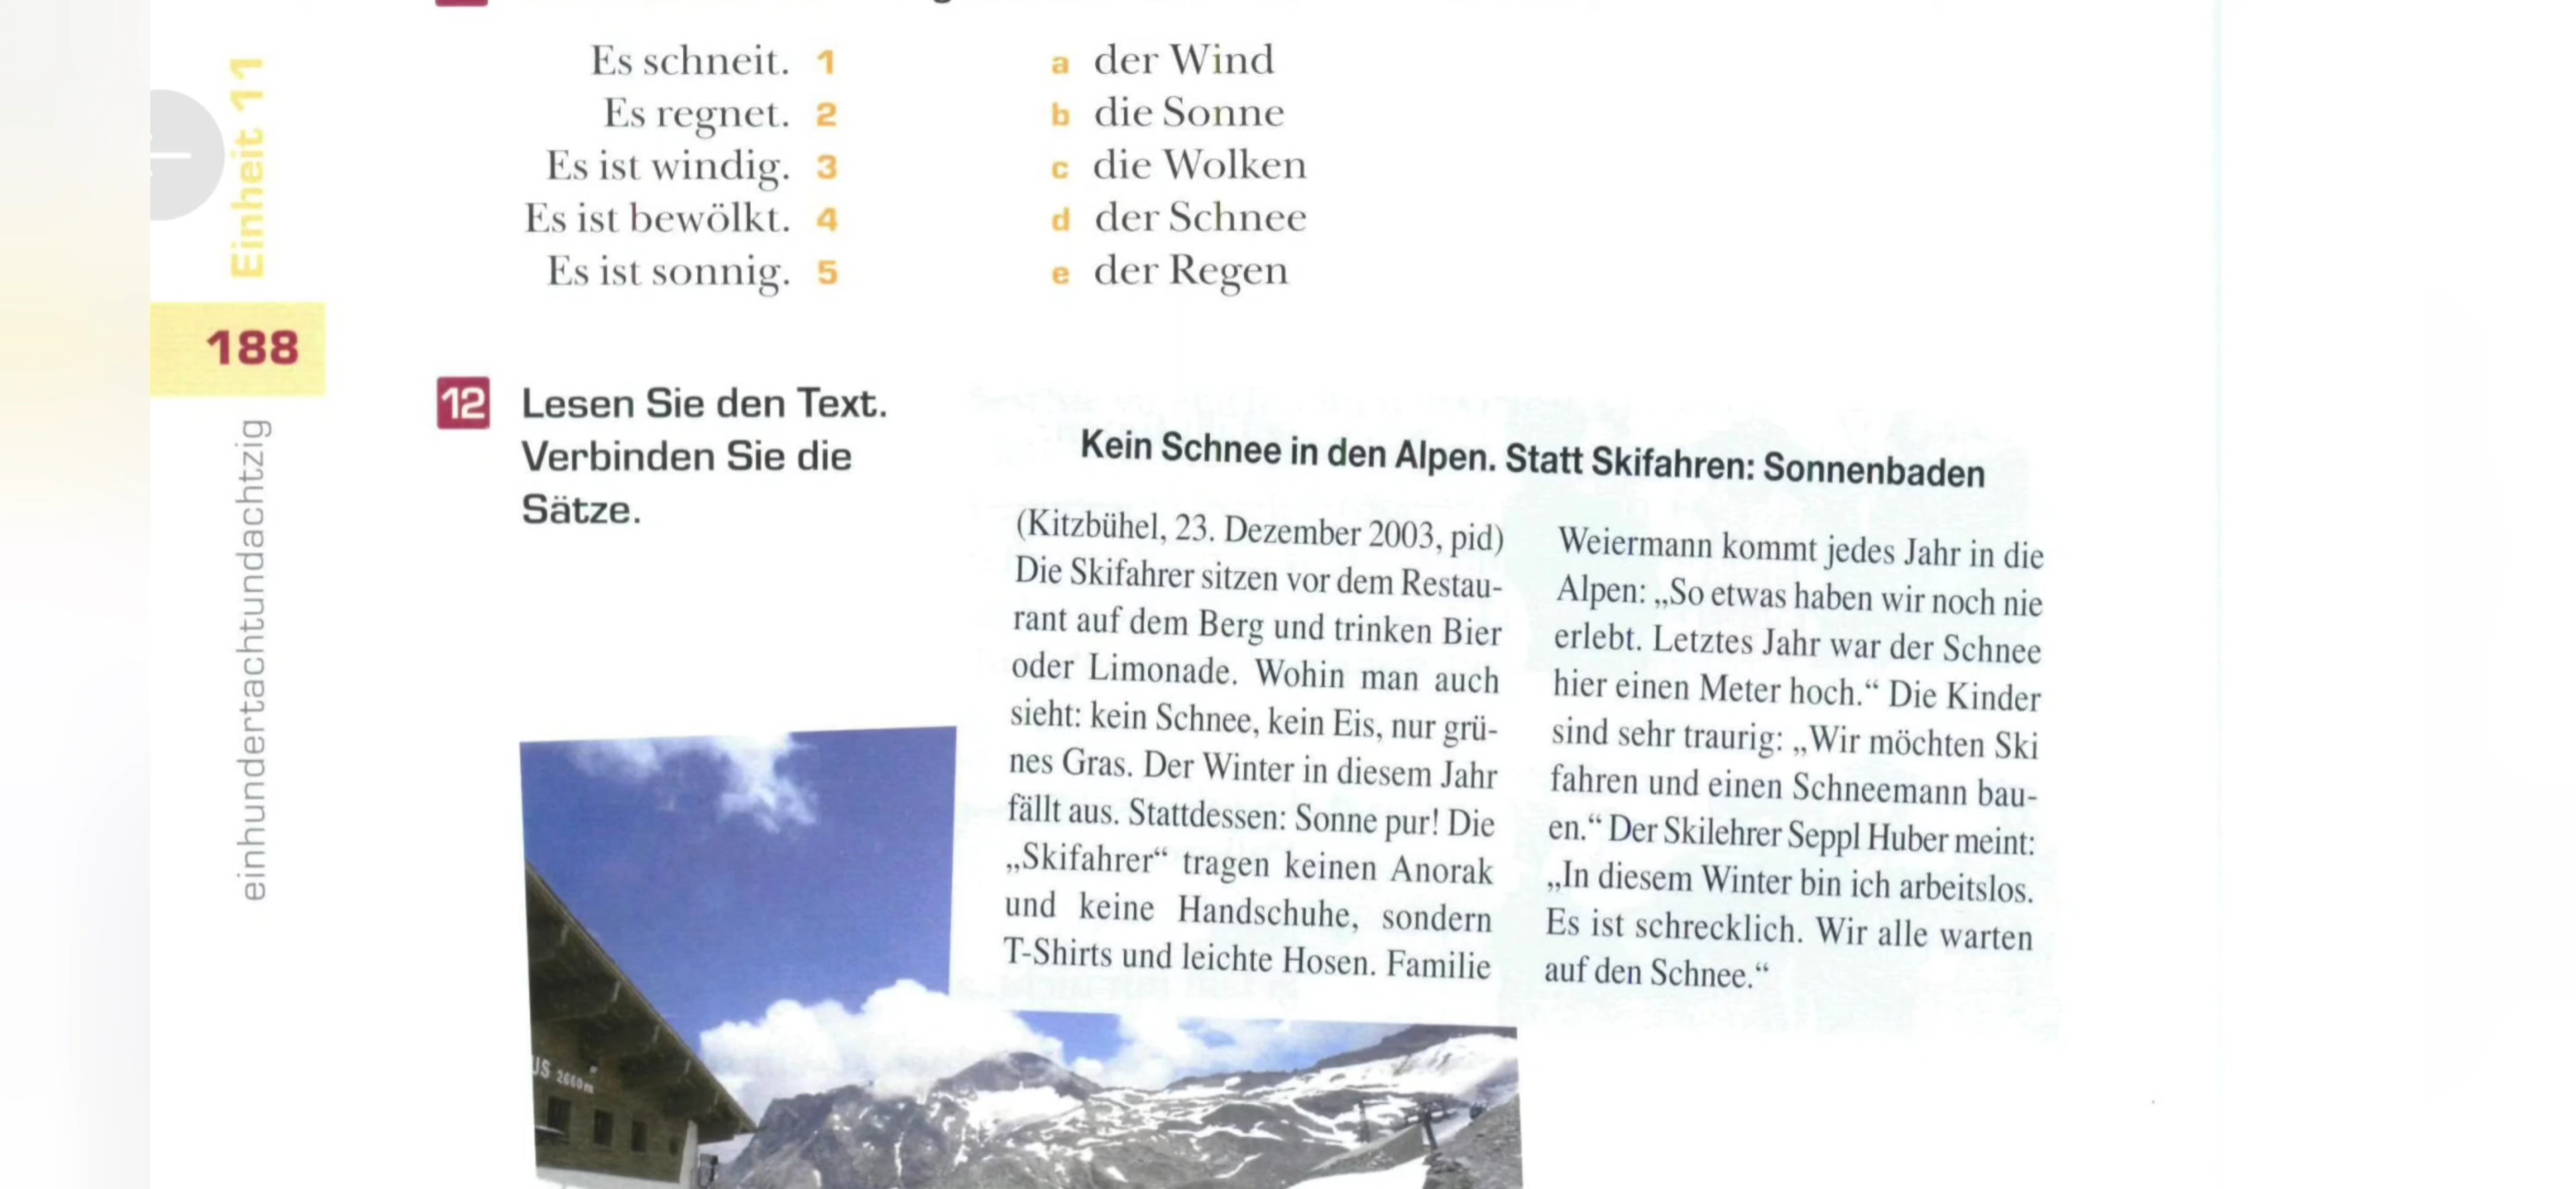 Einheit 11
188
einhundertachtundachtzig
Es schneit. 1
Es regnet. 2
Es ist windig. 3
Es ist bewölkt. 4
Es ist sonnig. 5
a der Wind
b die Sonne
c die Wolken
d der Schnee
e der Regen
12 Lesen Sie den Text.
Verbinden Sie die
Sätze.
Kein Schnee in den Alpen. Statt Skifahren: Sonnenbaden
(Kitzbühel, 23. Dezember 2003, pid)
Die Skifahrer sitzen vor dem Restau-
rant auf dem Berg und trinken Bier
oder Limonade. Wohin man auch
sieht: kein Schnee, kein Eis, nur grü-
nes Gras. Der Winter in diesem Jahr
fällt aus. Stattdessen: Sonne pur! Die
„Skifahrer“ tragen keinen Anorak
und keine Handschuhe, sondern
T-Shirts und leichte Hosen. Familie
Weiermann kommt jedes Jahr in die
Alpen: „So etwas haben wir noch nie
erlebt. Letztes Jahr war der Schnee
hier einen Meter hoch.“ Die Kinder
sind sehr traurig: „Wir möchten Ski
fahren und einen Schneemann bau-
en.“ Der Skilehrer Seppl Huber meint:
„In diesem Winter bin ich arbeitslos.
Es ist schrecklich. Wir alle warten
auf den Schnee.“
US 2660m